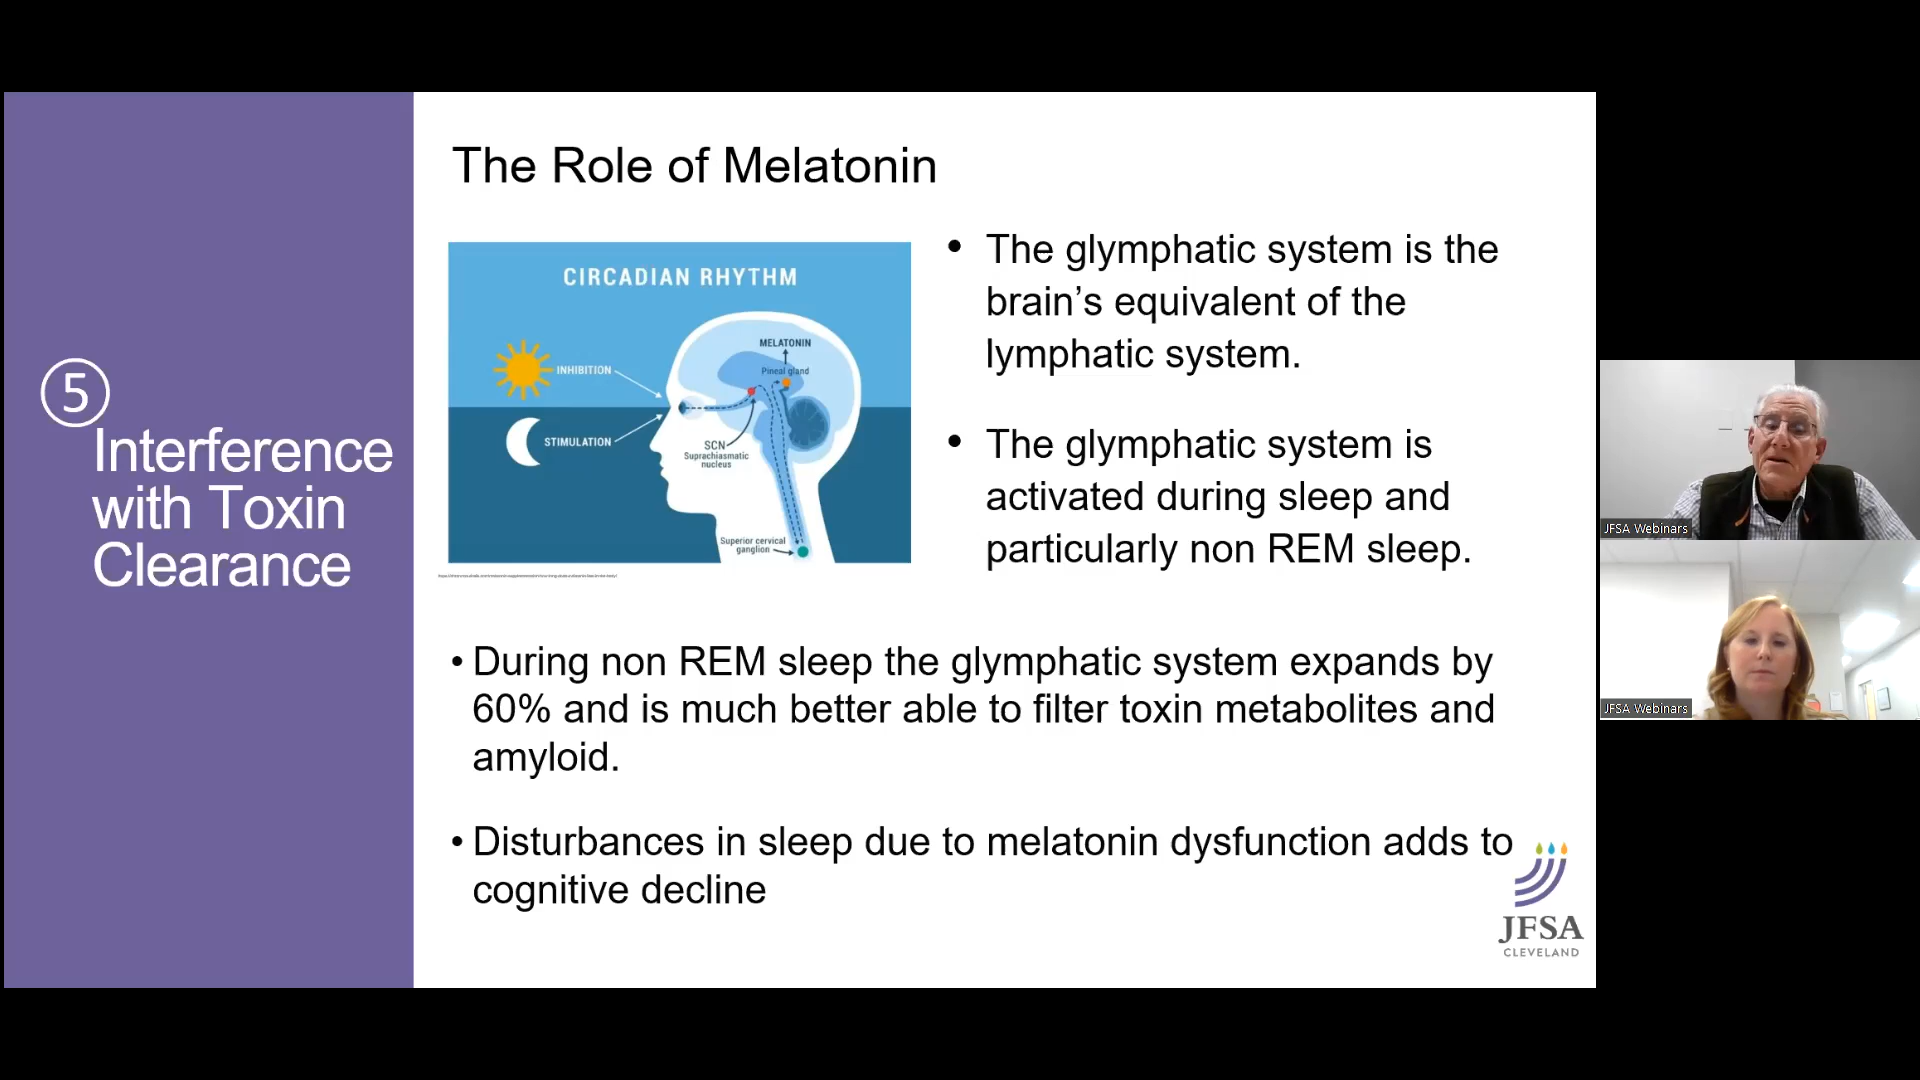 5
Interference
with Toxin
Clearance
The Role of Melatonin
CIRCADIAN RHYTHM
INHIBITION
STIMULATION
MELATONIN
Pineal gland
SCN
Suprachiasmatic
nucleus
Superior cervical
ganglion
• The glymphatic system is the
brain’s equivalent of the
lymphatic system.
• The glymphatic system is
activated during sleep and
particularly non REM sleep.
• During non REM sleep the glymphatic system expands by
60% and is much better able to filter toxin metabolites and
amyloid.
• Disturbances in sleep due to melatonin dysfunction adds to
cognitive decline
JFSA
CLEVELAND
JFSA Webinars
JFSA Webinars